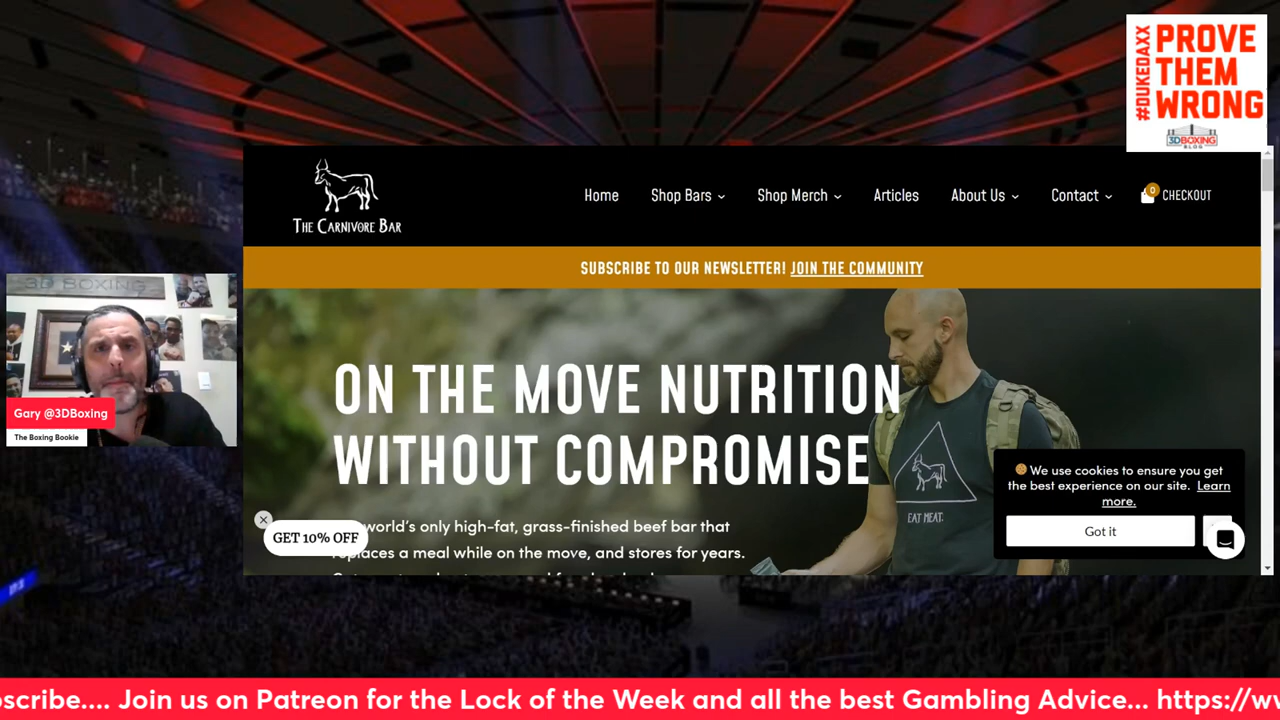 #DUKEDAXX
PROVE
THEM
WRONG
3DBOXING
BLOG
THE CARNIVORE BAR
Home
Shop Bars
Shop Merch
Articles
About Us
Contact
0
CHECKOUT
SUBSCRIBE TO OUR NEWSLETTER! JOIN THE COMMUNITY
3D BOXING
ON THE MOVE NUTRITION
WITHOUT COMPROMISE
EAT MEAT.
world's only high-fat, grass-finished beef bar that
replaces a meal while on the move, and stores for years.
GET 10% OFF
We use cookies to ensure you get
the best experience on our site. Learn
more.
Got it
Gary @3DBoxing
The Boxing Bookie
scribe.... Join us on Patreon for the Lock of the Week and all the best Gambling Advice... https://w